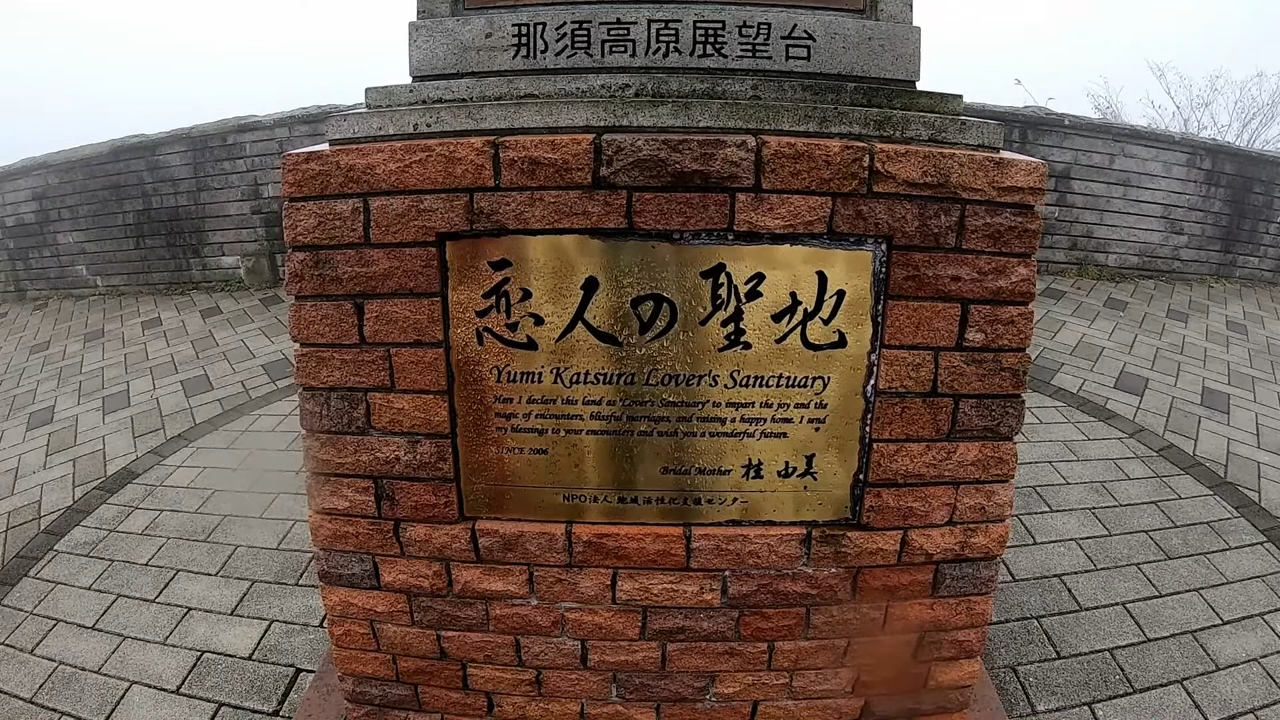 那須高原展望台
恋人の聖地
Yumi Katsura Lover's Sanctuary
Here I declare this land as "Lover's Sanctuary" to impart the joy and the
magic of encounters, blissful marriages, and raising a happy home. I send
my blessings to your encounters and wish you a wonderful future.
SINCE 2006
Bridal Mother 桂 由美
NPO法人 地域活性化支援センター